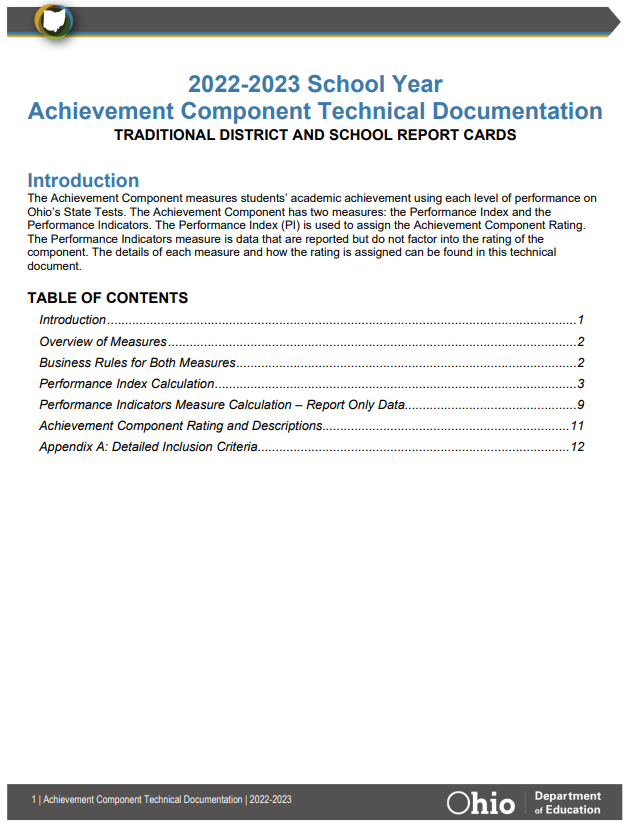 2022-2023 School Year
Achievement Component Technical Documentation
TRADITIONAL DISTRICT AND SCHOOL REPORT CARDS
Introduction
The Achievement Component measures students’ academic achievement using each level of performance on
Ohio’s State Tests. The Achievement Component has two measures: the Performance Index and the
Performance Indicators. The Performance Index (PI) is used to assign the Achievement Component Rating.
The Performance Indicators measure is data that are reported but do not factor into the rating of the
component. The details of each measure and how the rating is assigned can be found in this technical
document.
TABLE OF CONTENTS
Introduction.....................................................................................................................................1
Overview of Measures....................................................................................................................2
Business Rules for Both Measures................................................................................................2
Performance Index Calculation......................................................................................................3
Performance Indicators Measure Calculation – Report Only Data................................................9
Achievement Component Rating and Descriptions......................................................................11
Appendix A: Detailed Inclusion Criteria........................................................................................12
1 | Achievement Component Technical Documentation | 2022-2023
Ohio Department
of Education